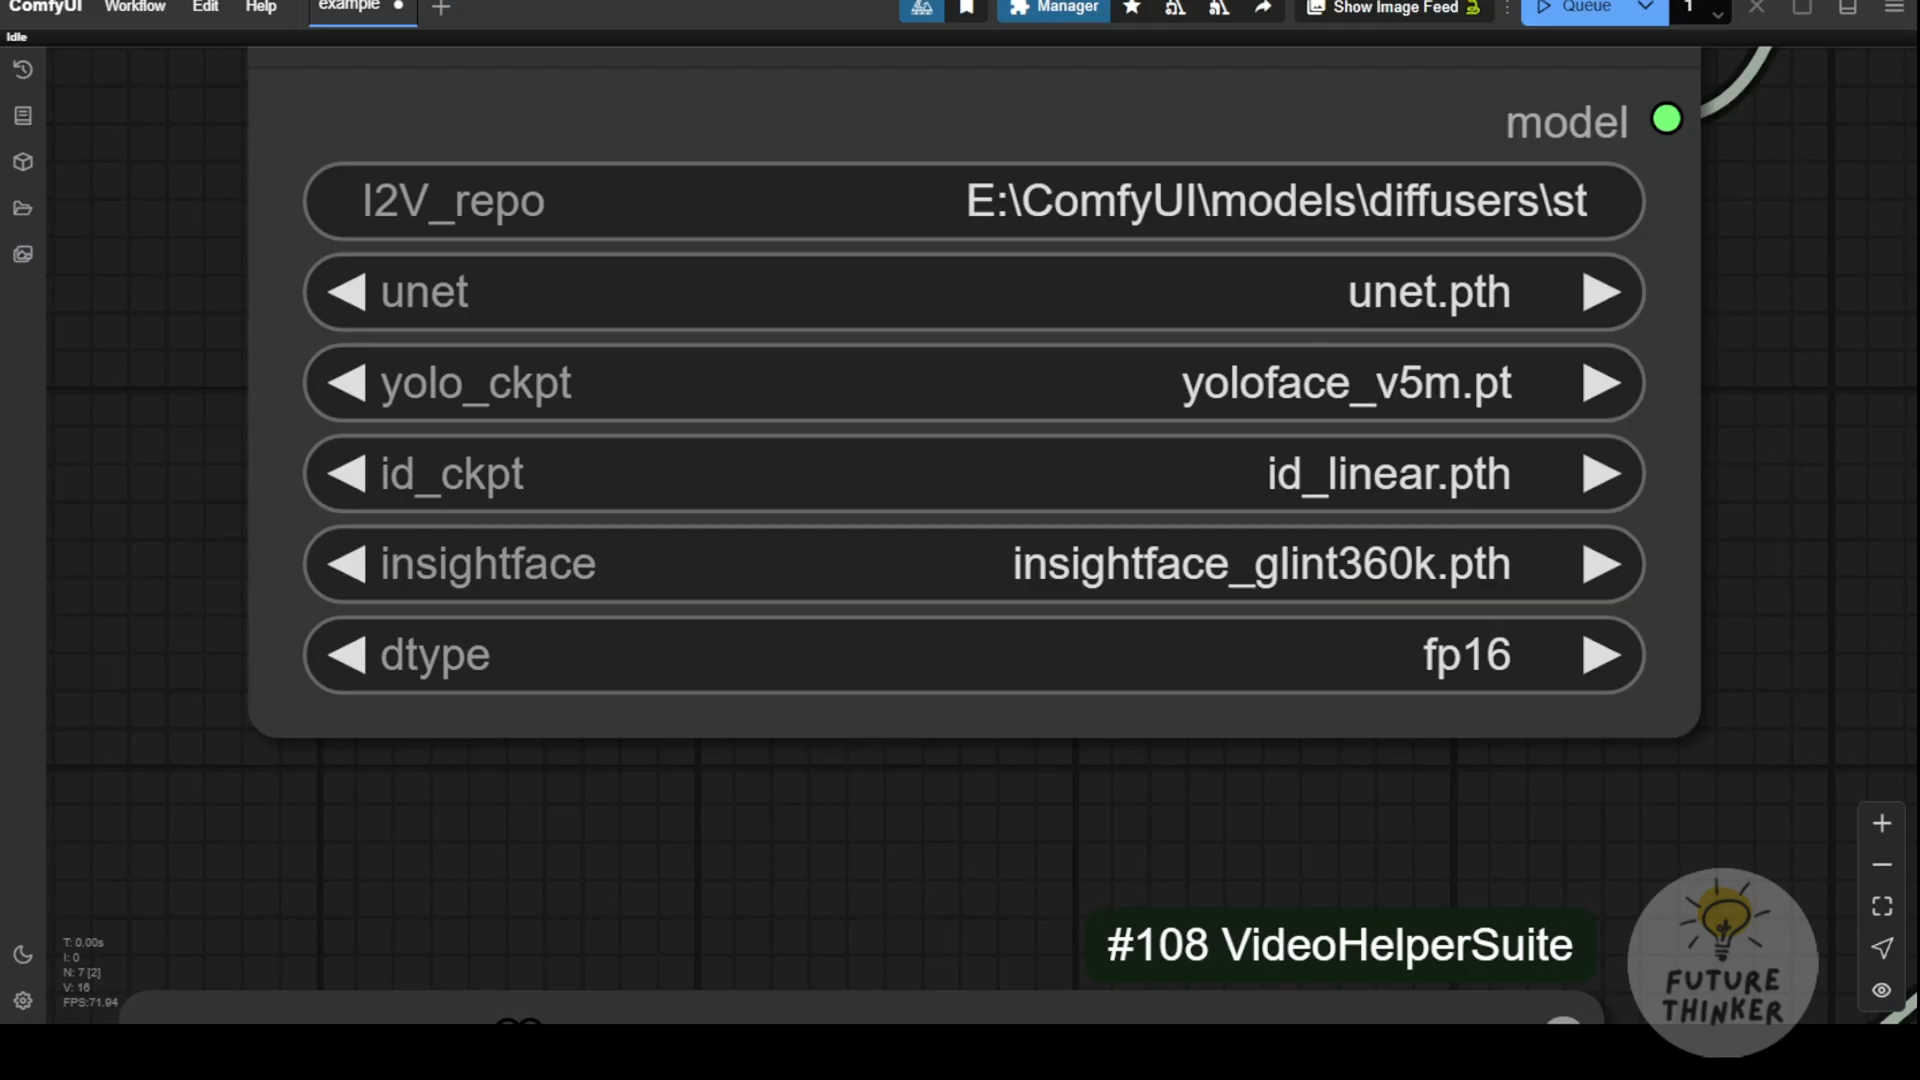 ComfyUI Workflow Edit Help example Manager Show Image Feed Queue 1
Idle
model
I2V_repo E:\ComfyUI\models\diffusers\st
unet unet.pth
yolo_ckpt yoloface_v5m.pt
id_ckpt id_linear.pth
insightface insightface_glint360k.pth
dtype fp16
#108 VideoHelperSuite
T: 0.00s
I: 0
N: 7 [2]
V: 16
FPS:71.94
FUTURE
THINKER